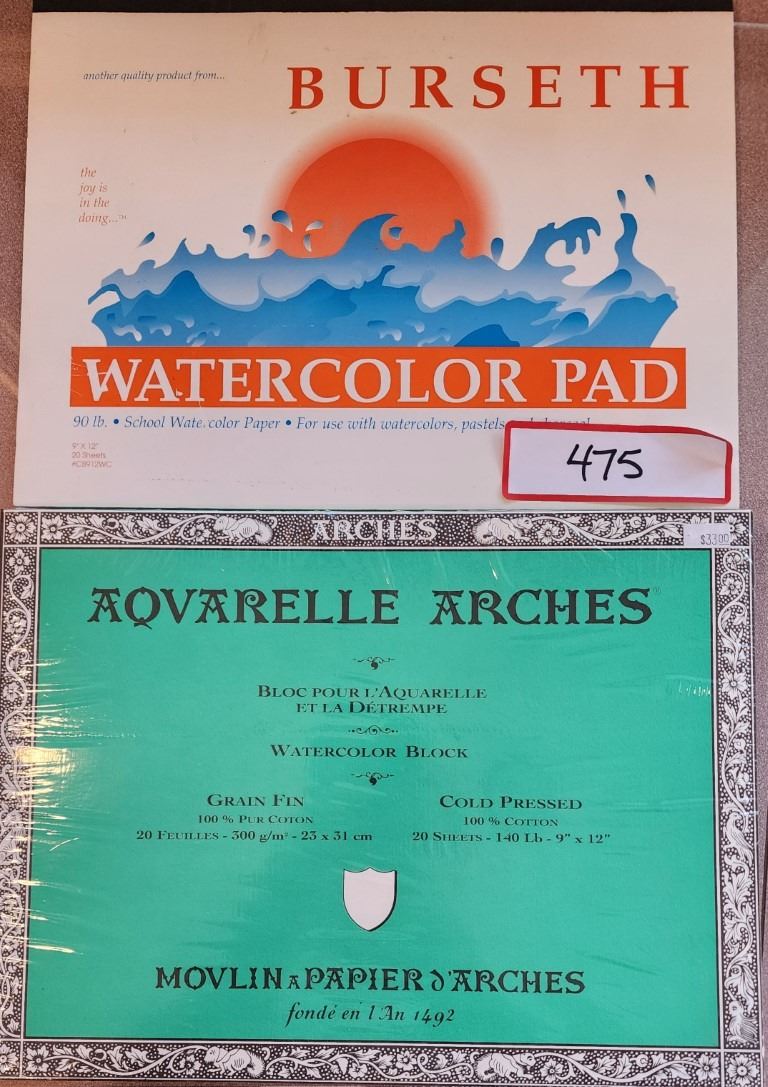 another quality product from...
BURSETH
the
joy is
in the
doing...™
WATERCOLOR PAD
90 lb. • School Watercolor Paper • For use with watercolors, pastels
9" X 12"
20 Sheets
#CB912WC
475
ARCHES
$33.00
AQVARELLE ARCHES®
BLOC POUR L'AQUARELLE
ET LA DÉTREMPE
WATERCOLOR BLOCK
GRAIN FIN
100 % PUR COTON
20 FEUILLES - 300 g/m² - 23 x 31 cm
COLD PRESSED
100 % COTTON
20 SHEETS - 140 Lb - 9" x 12"
MOVLIN A PAPIER d'ARCHES
fondé en l'An 1492